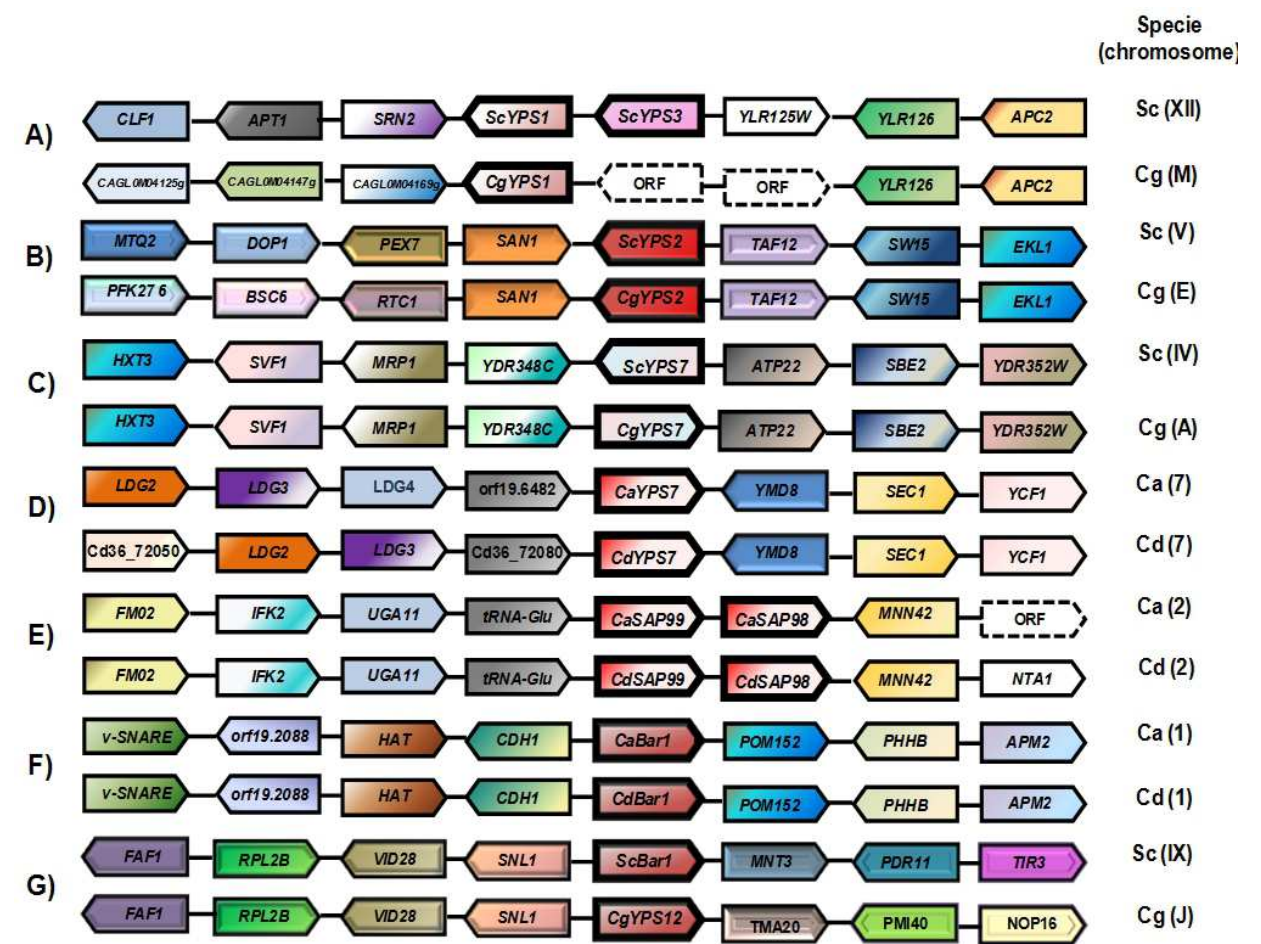 Specie
(chromosome)
A)
CLF1 APT1 SRN2 ScYPS1 ScYPS3 YLR125W YLR126 APC2 Sc (XII)
CAGL0M04125g CAGL0M04147g CAGL0M04169g CgYPS1 ORF ORF YLR126 APC2 Cg (M)
B)
MTQ2 DOP1 PEX7 SAN1 ScYPS2 TAF12 SW15 EKL1 Sc (V)
PFK27 6 BSC6 RTC1 SAN1 CgYPS2 TAF12 SW15 EKL1 Cg (E)
C)
HXT3 SVF1 MRP1 YDR348C ScYPS7 ATP22 SBE2 YDR352W Sc (IV)
HXT3 SVF1 MRP1 YDR348C CgYPS7 ATP22 SBE2 YDR352W Cg (A)
D)
LDG2 LDG3 LDG4 orf19.6482 CaYPS7 YMD8 SEC1 YCF1 Ca (7)
Cd36_72050 LDG2 LDG3 Cd36_72080 CdYPS7 YMD8 SEC1 YCF1 Cd (7)
E)
FM02 IFK2 UGA11 tRNA-Glu CaSAP99 CaSAP98 MNN42 ORF Ca (2)
FM02 IFK2 UGA11 tRNA-Glu CdSAP99 CdSAP98 MNN42 NTA1 Cd (2)
F)
v-SNARE orf19.2088 HAT CDH1 CaBar1 POM152 PHHB APM2 Ca (1)
v-SNARE orf19.2088 HAT CDH1 CdBar1 POM152 PHHB APM2 Cd (1)
G)
FAF1 RPL2B VID28 SNL1 ScBar1 MNT3 PDR11 TIR3 Sc (IX)
FAF1 RPL2B VID28 SNL1 CgYPS12 TMA20 PMI40 NOP16 Cg (J)